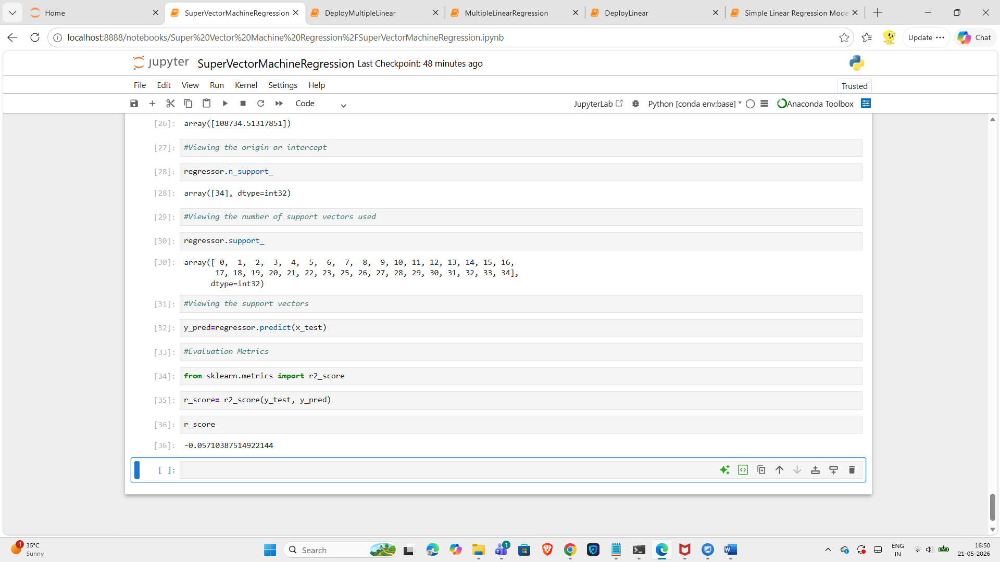 Home
SuperVectorMachineRegression
DeployMultipleLinear
MultipleLinearRegression
DeployLinear
Simple Linear Regression Mode
localhost:8888/notebooks/Super%20Vector%20Machine%20Regression%2FSuperVectorMachineRegression.ipynb
Update
Chat
jupyter
SuperVectorMachineRegression Last Checkpoint: 48 minutes ago
File Edit View Run Kernel Settings Help
Trusted
Code
JupyterLab
Python [conda env:base] *
Anaconda Toolbox
[26]: array([108734.51317851])
[27]: #Viewing the origin or intercept
[28]: regressor.n_support_
[28]: array([34], dtype=int32)
[29]: #Viewing the number of support vectors used
[30]: regressor.support_
[30]: array([ 0, 1, 2, 3, 4, 5, 6, 7, 8, 9, 10, 11, 12, 13, 14, 15, 16,
17, 18, 19, 20, 21, 22, 23, 25, 26, 27, 28, 29, 30, 31, 32, 33, 34],
dtype=int32)
[31]: #Viewing the support vectors
[32]: y_pred=regressor.predict(x_test)
[33]: #Evaluation Metrics
[34]: from sklearn.metrics import r2_score
[35]: r_score= r2_score(y_test, y_pred)
[36]: r_score
[36]: -0.05710387514922144
[ ]:
1
35°C
Sunny
Search
1
ENG
IN
16:50
21-05-2026